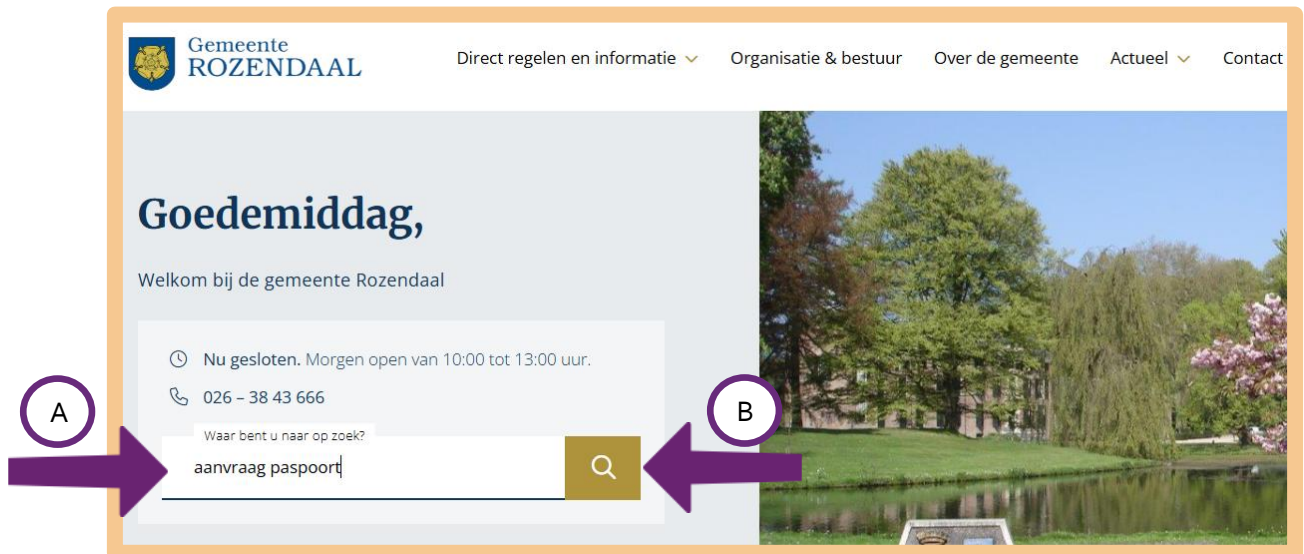 Gemeente
ROZENDAAL
Direct regelen en informatie Organisatie & bestuur Over de gemeente Actueel Contact
Goedemiddag,
Welkom bij de gemeente Rozendaal
Nu gesloten. Morgen open van 10:00 tot 13:00 uur.
026 – 38 43 666
A
B
Waar bent u naar op zoek?
aanvraag paspoort